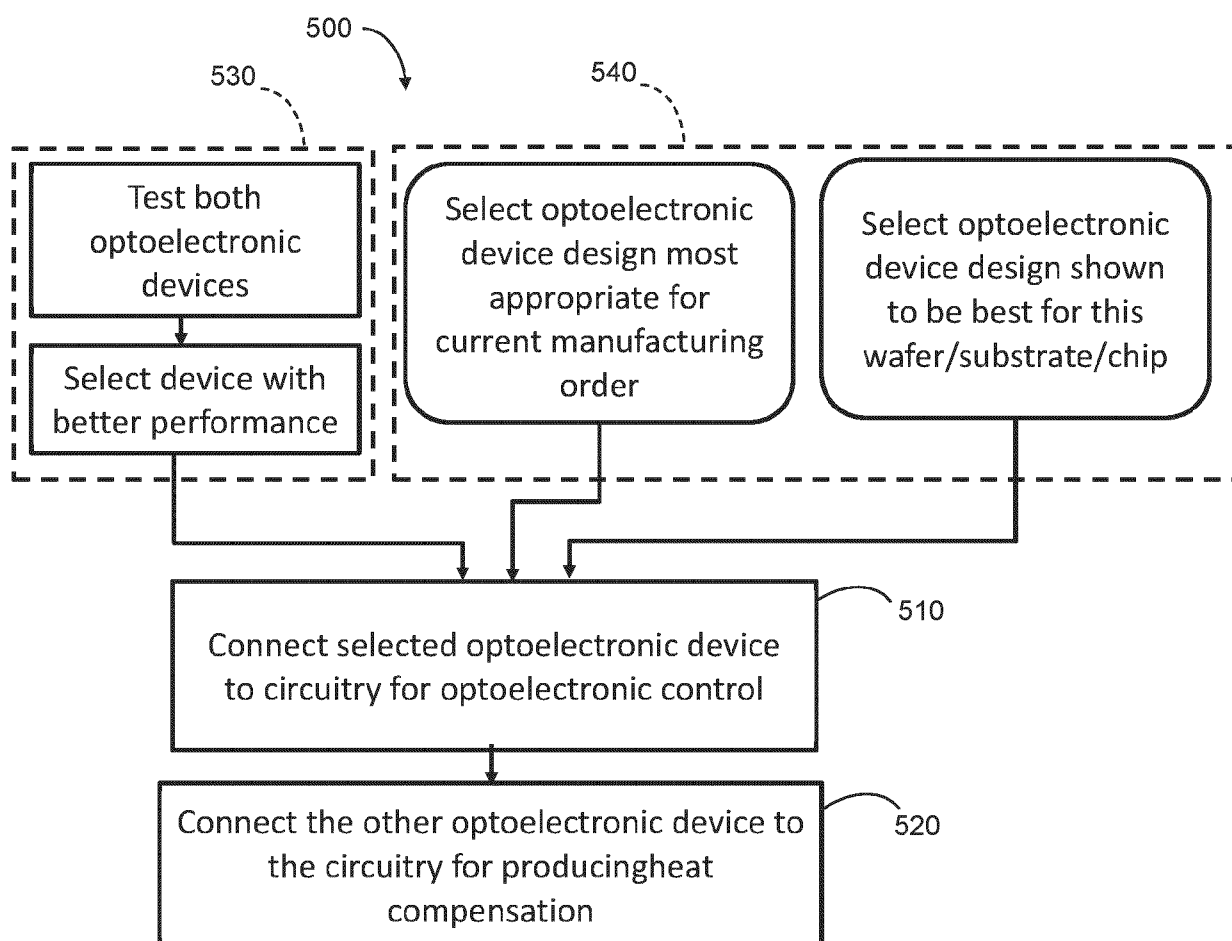 500
530
540
Test both
optoelectronic
devices
Select device with
better performance
Select optoelectronic
device design most
appropriate for
current manufacturing
order
Select optoelectronic
device design shown
to be best for this
wafer/substrate/chip
510
Connect selected optoelectronic device
to circuitry for optoelectronic control
520
Connect the other optoelectronic device to
the circuitry for producingheat
compensation